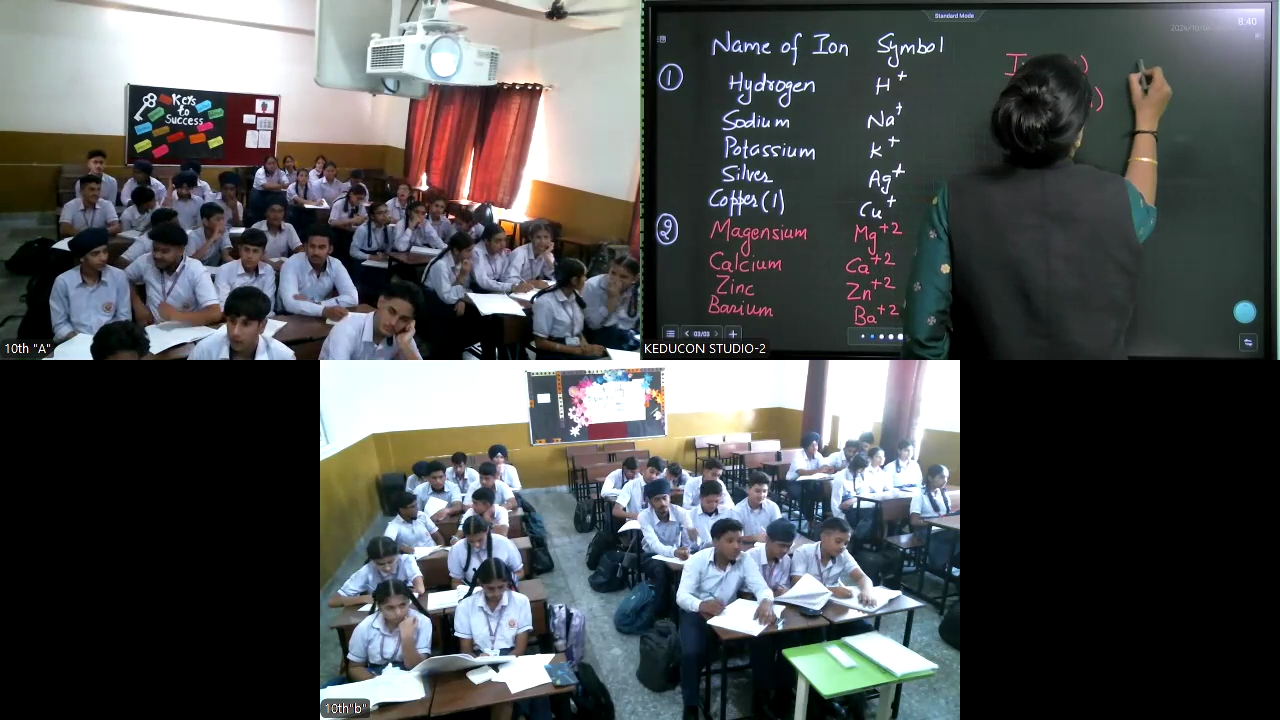 Keys
to
Success
10th "A"
Standard Mode
8:40
Name of Ion Symbol
1 Hydrogen H+
Sodium Na+
Potassium K+
Silver Ag+
Copper(1) Cu+
2 Magensium Mg+2
Calcium Ca+2
Zinc Zn+2
Barium Ba+2
03/03
KEDUCON STUDIO-2
10th"b"